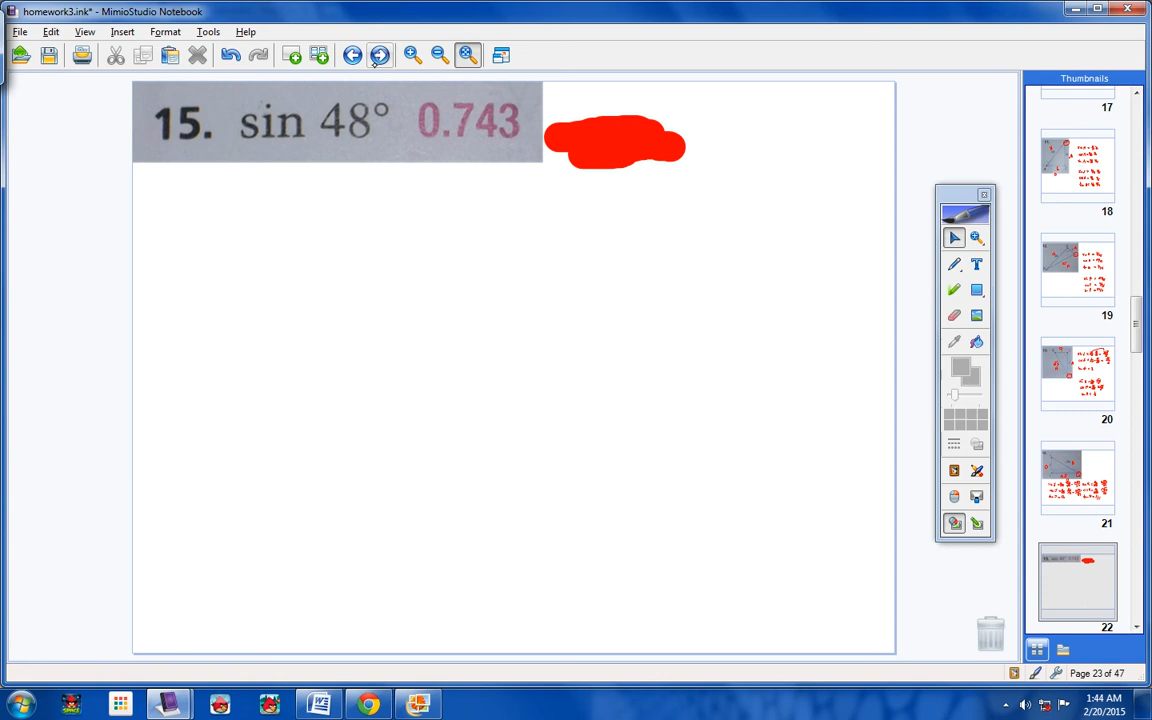 homework3.ink* - MimioStudio Notebook
File Edit View Insert Format Tools Help
15. sin 48° 0.743
Thumbnails
17
18
19
20
21
22
Page 23 of 47
1:44 AM
2/20/2015